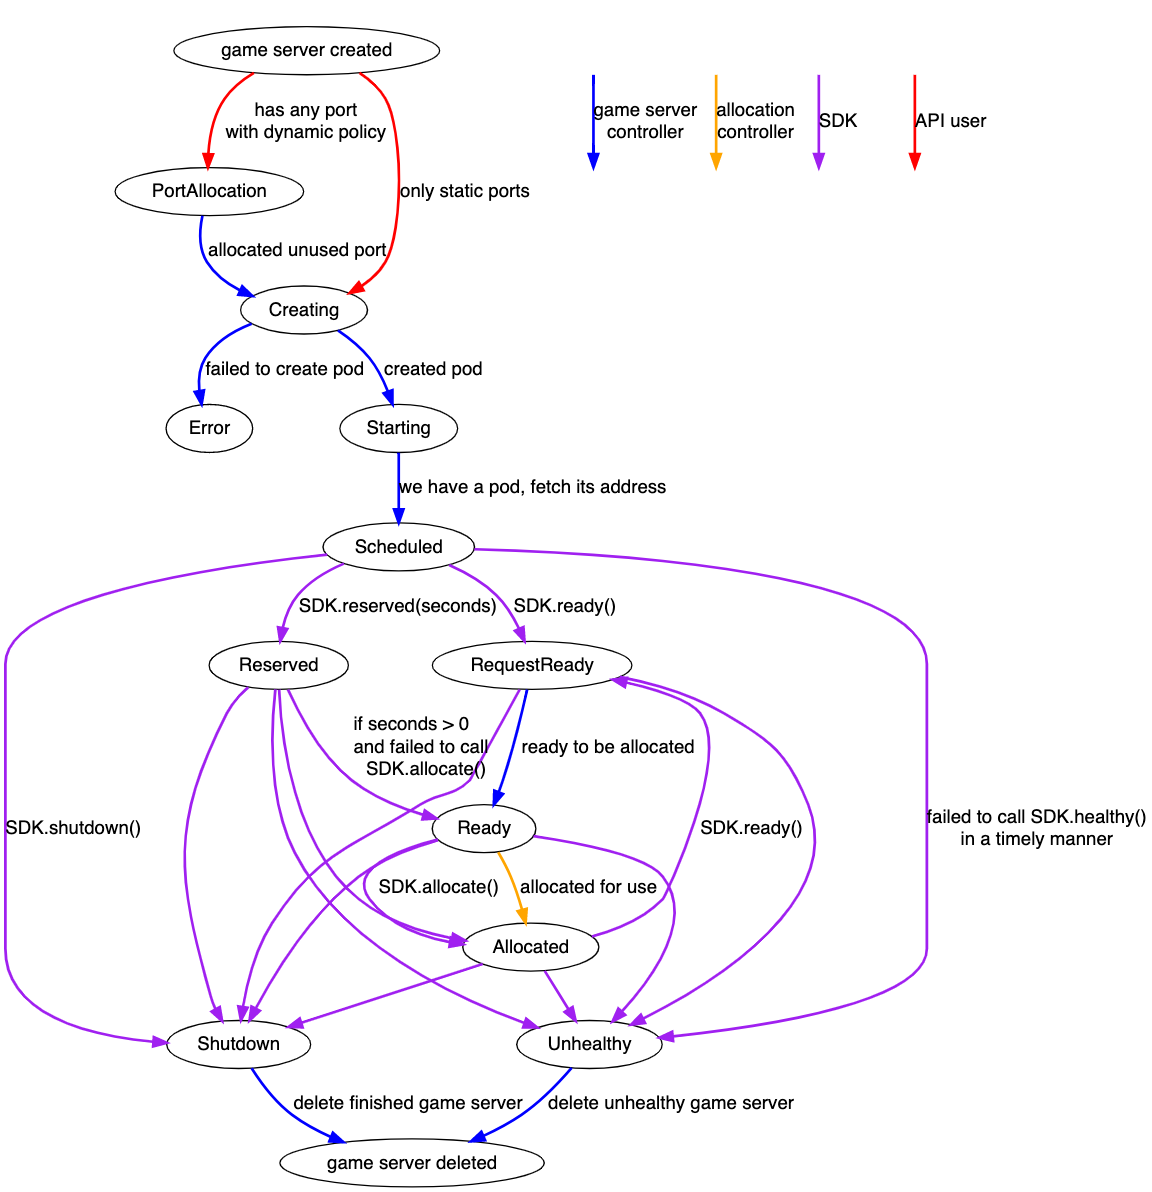 game server created
has any port
with dynamic policy
game server
controller
allocation
controller
SDK
API user
PortAllocation
only static ports
allocated unused port
Creating
failed to create pod
created pod
Error
Starting
we have a pod, fetch its address
Scheduled
SDK.reserved(seconds)
SDK.ready()
Reserved
RequestReady
if seconds > 0
and failed to call
SDK.allocate()
ready to be allocated
Ready
SDK.shutdown()
SDK.ready()
failed to call SDK.healthy()
in a timely manner
SDK.allocate()
allocated for use
Allocated
Shutdown
Unhealthy
delete finished game server
delete unhealthy game server
game server deleted